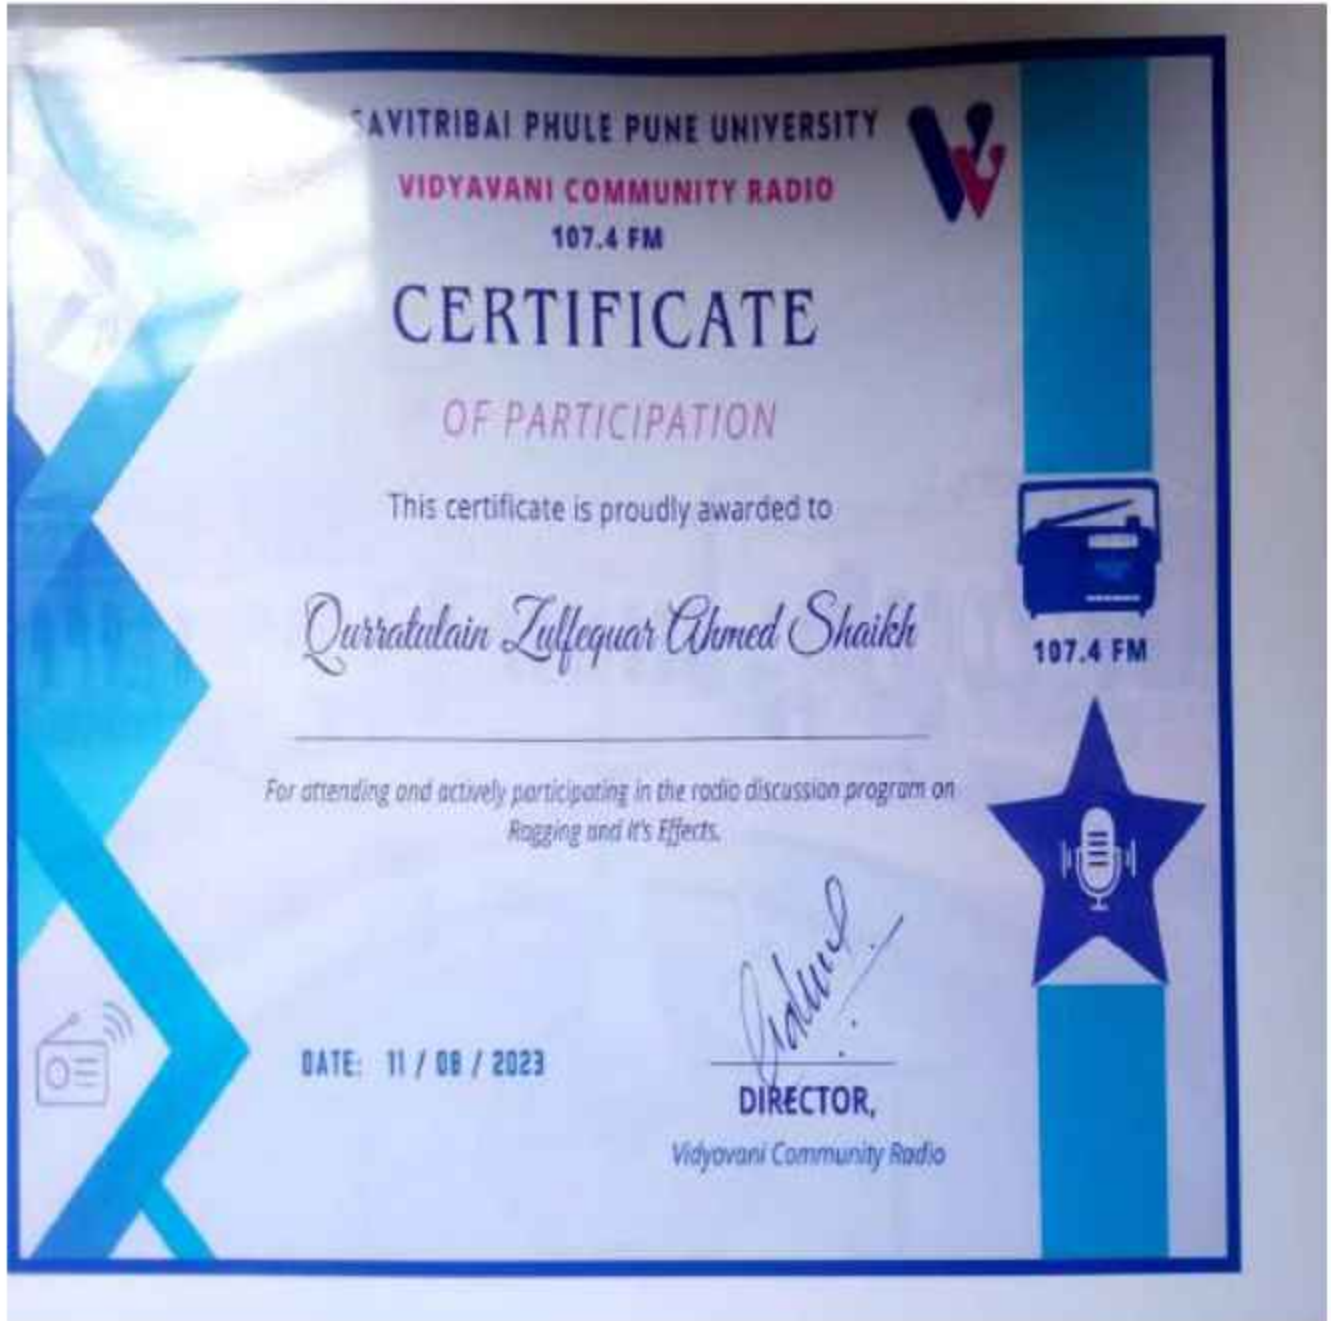 SAVITRIBAI PHULE PUNE UNIVERSITY
VIDYAVANI COMMUNITY RADIO
107.4 FM
CERTIFICATE
OF PARTICIPATION
This certificate is proudly awarded to
Qurratulain Zulfequar Ahmed Shaikh
107.4 FM
For attending and actively participating in the radio discussion program on
Ragging and It's Effects.
DATE: 11 / 08 / 2023
DIRECTOR,
Vidyavani Community Radio